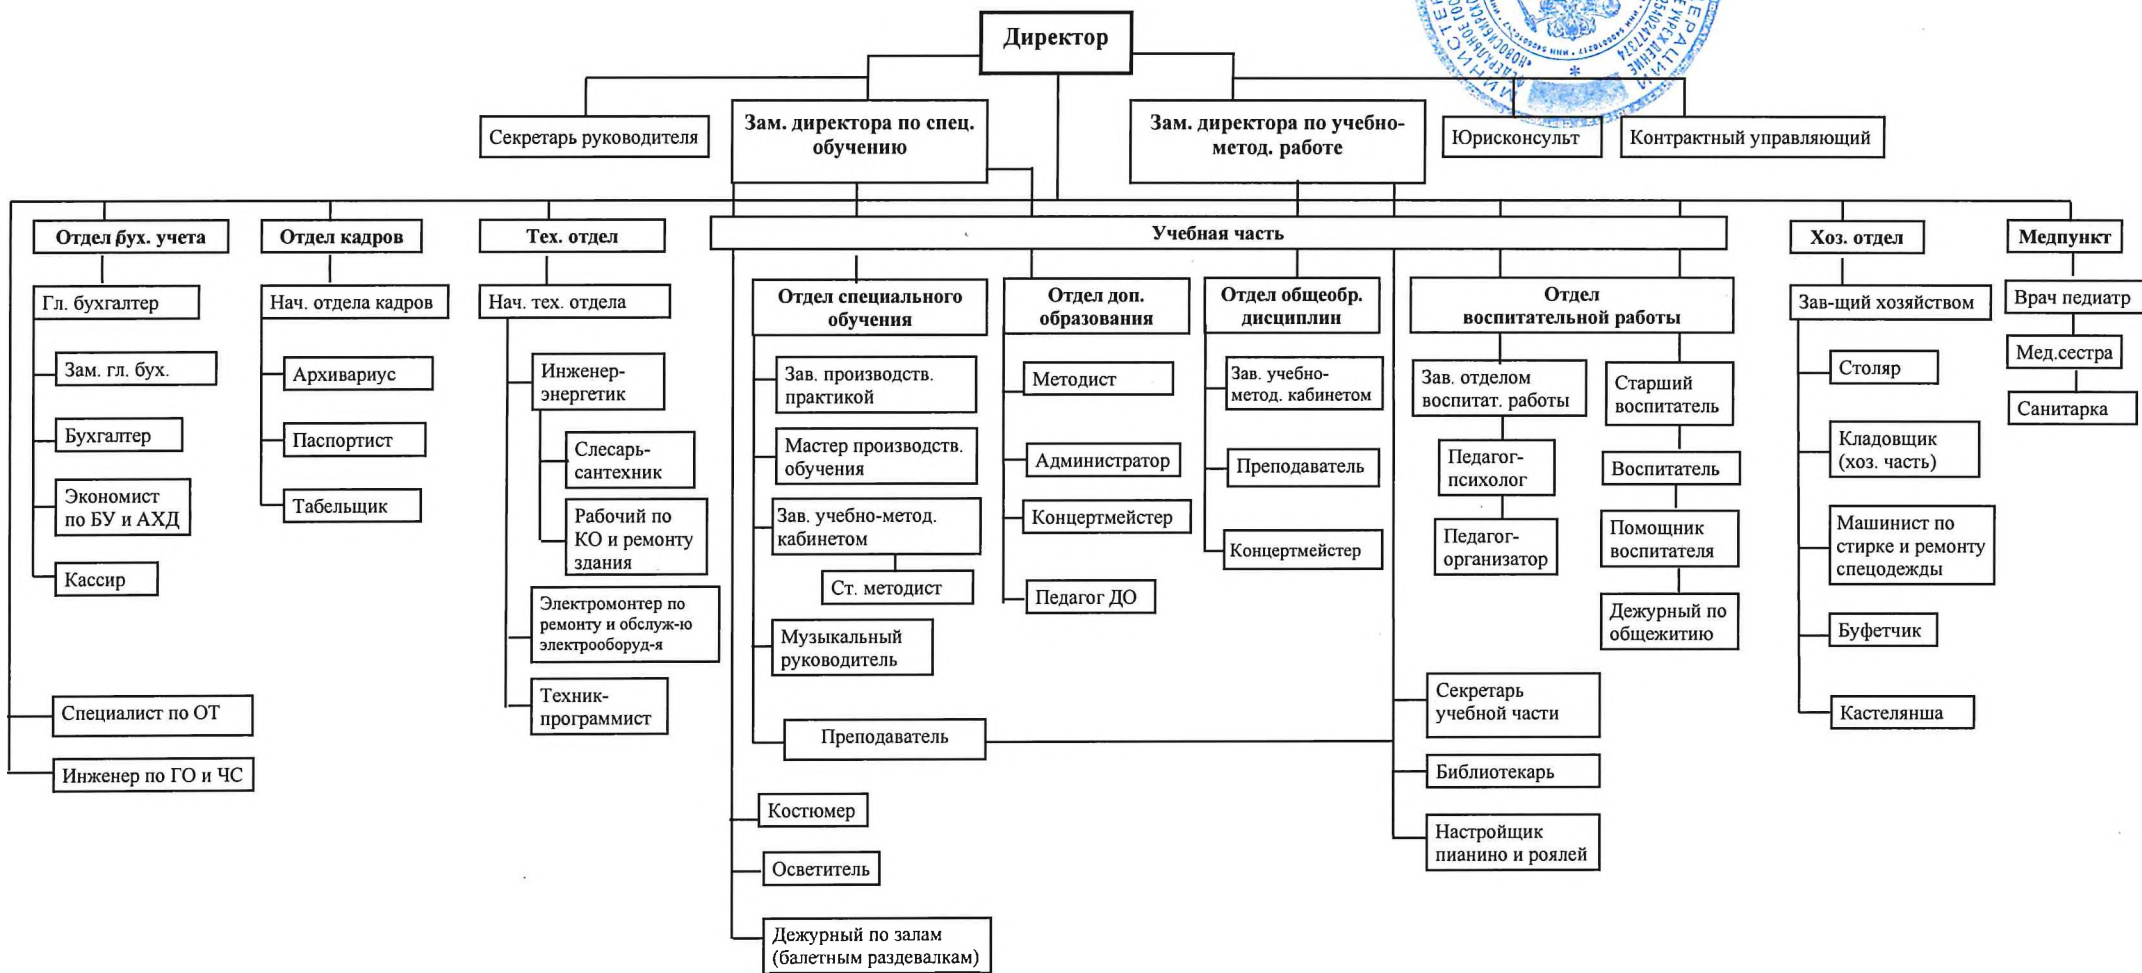 Директор
Секретарь руководителя
Зам. директора по спец.
обучению
Зам. директора по учебно-
метод. работе
Юрисконсульт
Контрактный управляющий
Отдел бух. учета
Отдел кадров
Тех. отдел
Учебная часть
Хоз. отдел
Медпункт
Гл. бухгалтер
Зам. гл. бух.
Бухгалтер
Экономист
по БУ и АХД
Кассир
Специалист по ОТ
Инженер по ГО и ЧС
Нач. отдела кадров
Архивариус
Паспортист
Табельщик
Нач. тех. отдела
Инженер-
энергетик
Слесарь-
сантехник
Рабочий по
КО и ремонту
здания
Электромонтер по
ремонту и обслуж-ю
электрооборуд-я
Техник-
программист
Отдел специального
обучения
Зав. производств.
практикой
Мастер производств.
обучения
Зав. учебно-метод.
кабинетом
Ст. методист
Музыкальный
руководитель
Преподаватель
Костюмер
Осветитель
Дежурный по залам
(балетным раздевалкам)
Отдел доп.
образования
Методист
Администратор
Концертмейстер
Педагог ДО
Отдел общеобр.
дисциплин
Зав. учебно-
метод. кабинетом
Преподаватель
Концертмейстер
Отдел
воспитательной работы
Зав. отделом
воспитат. работы
Педагог-
психолог
Педагог-
организатор
Старший
воспитатель
Воспитатель
Помощник
воспитателя
Дежурный по
общежитию
Секретарь
учебной части
Библиотекарь
Настройщик
пианино и роялей
Зав-щий хозяйством
Столяр
Кладовщик
(хоз. часть)
Машинист по
стирке и ремонту
спецодежды
Буфетчик
Кастелянша
Врач педиатр
Мед.сестра
Санитарка